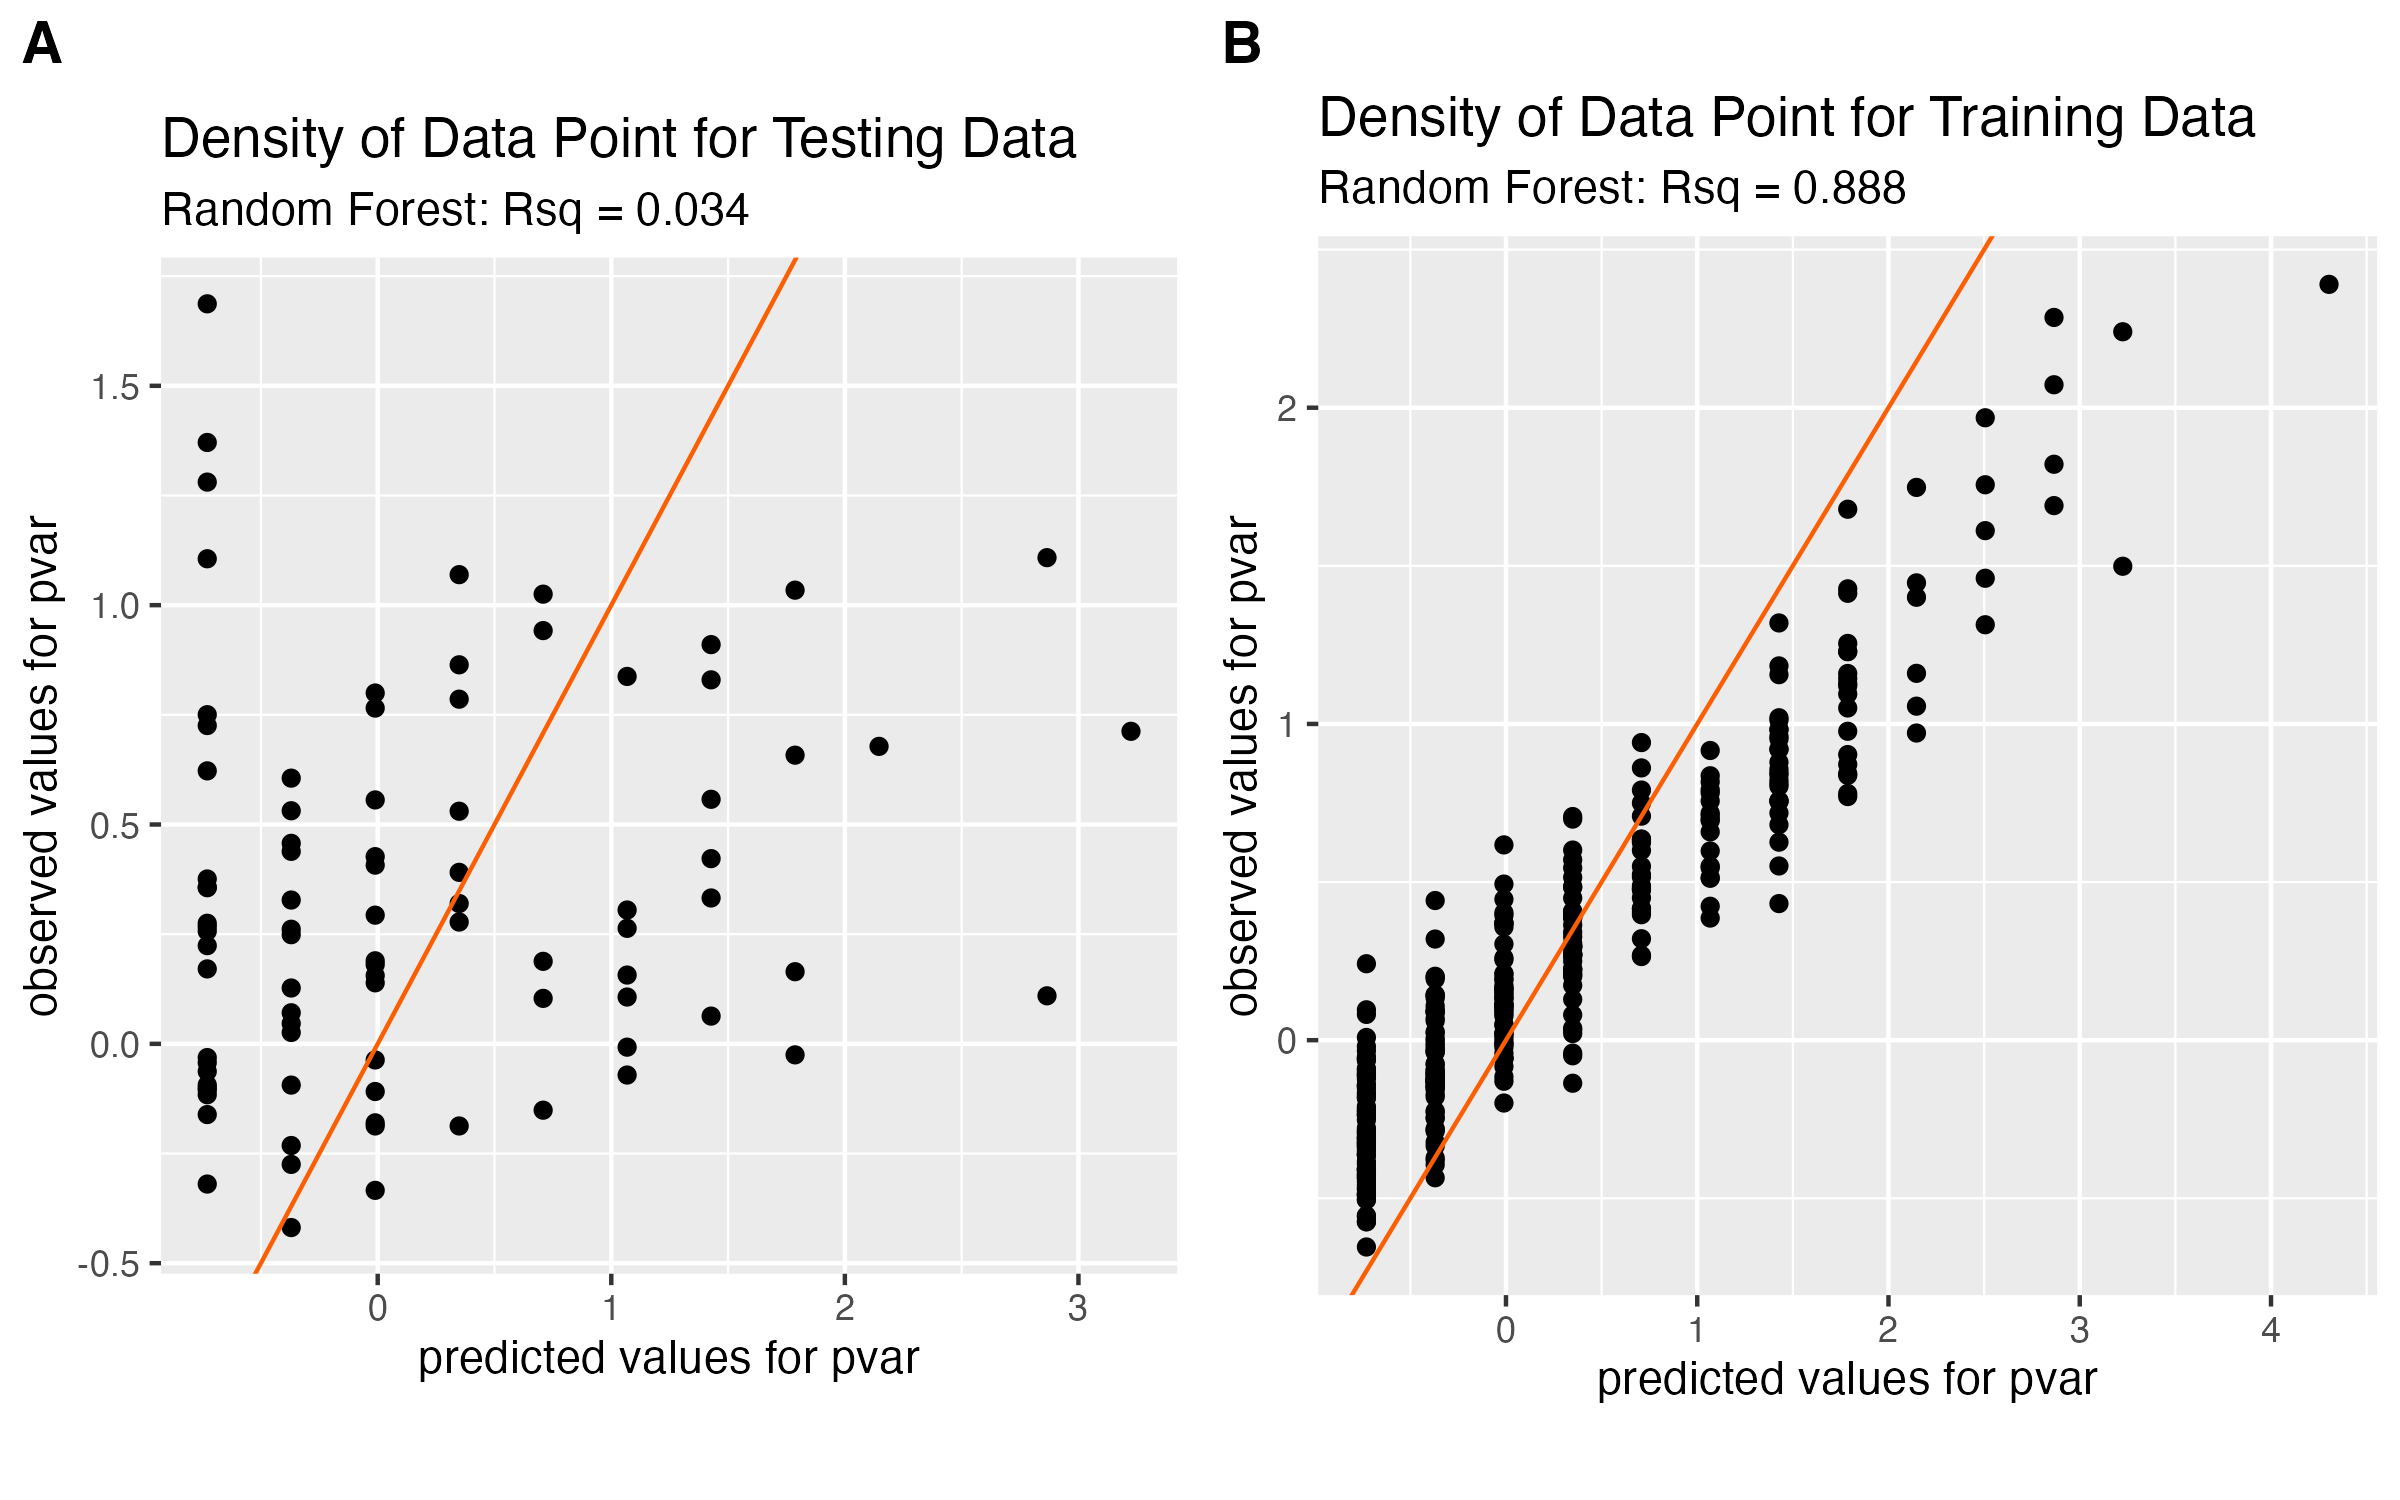 A
Density of Data Point for Testing Data
Random Forest: Rsq = 0.034
observed values for pvar
1.5
1.0
0.5
0.0
-0.5
0 1 2 3
predicted values for pvar
B
Density of Data Point for Training Data
Random Forest: Rsq = 0.888
observed values for pvar
2
1
0
0 1 2 3 4
predicted values for pvar